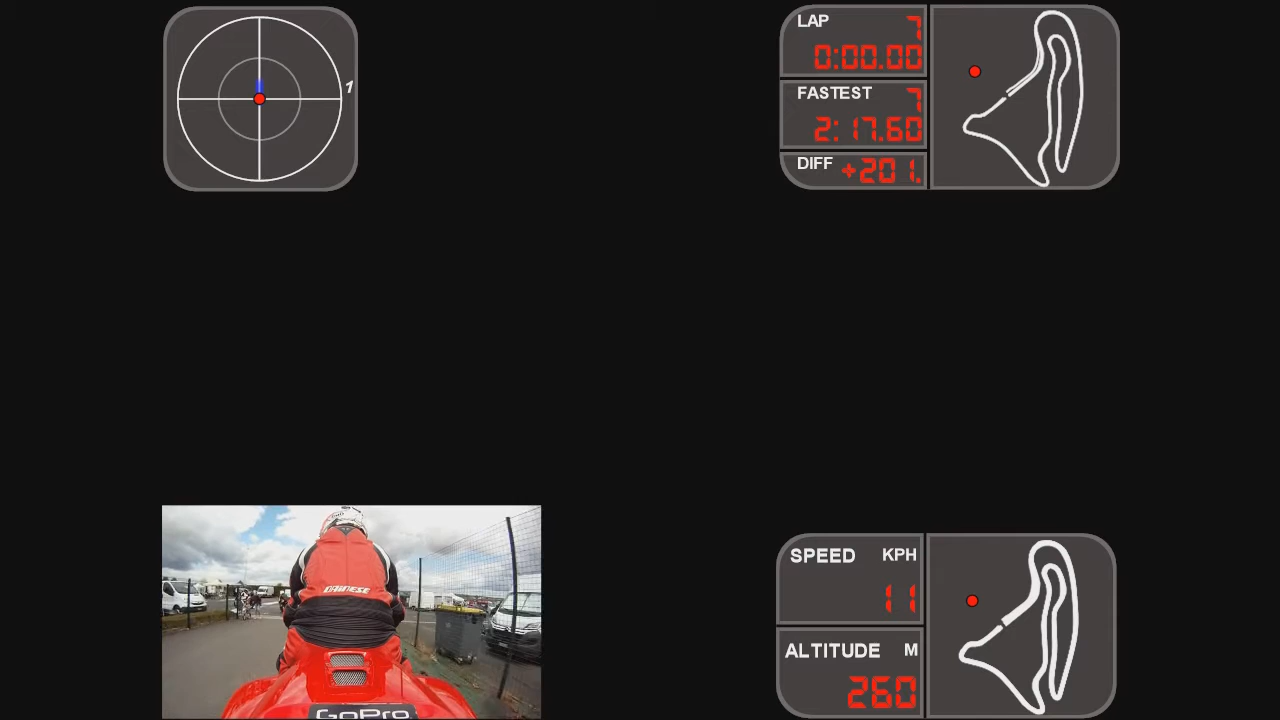 1
LAP 7
0:00.00
FASTEST 7
2:17.60
DIFF +201.
DAINESE
GoPro
SPEED KPH
11
ALTITUDE M
260